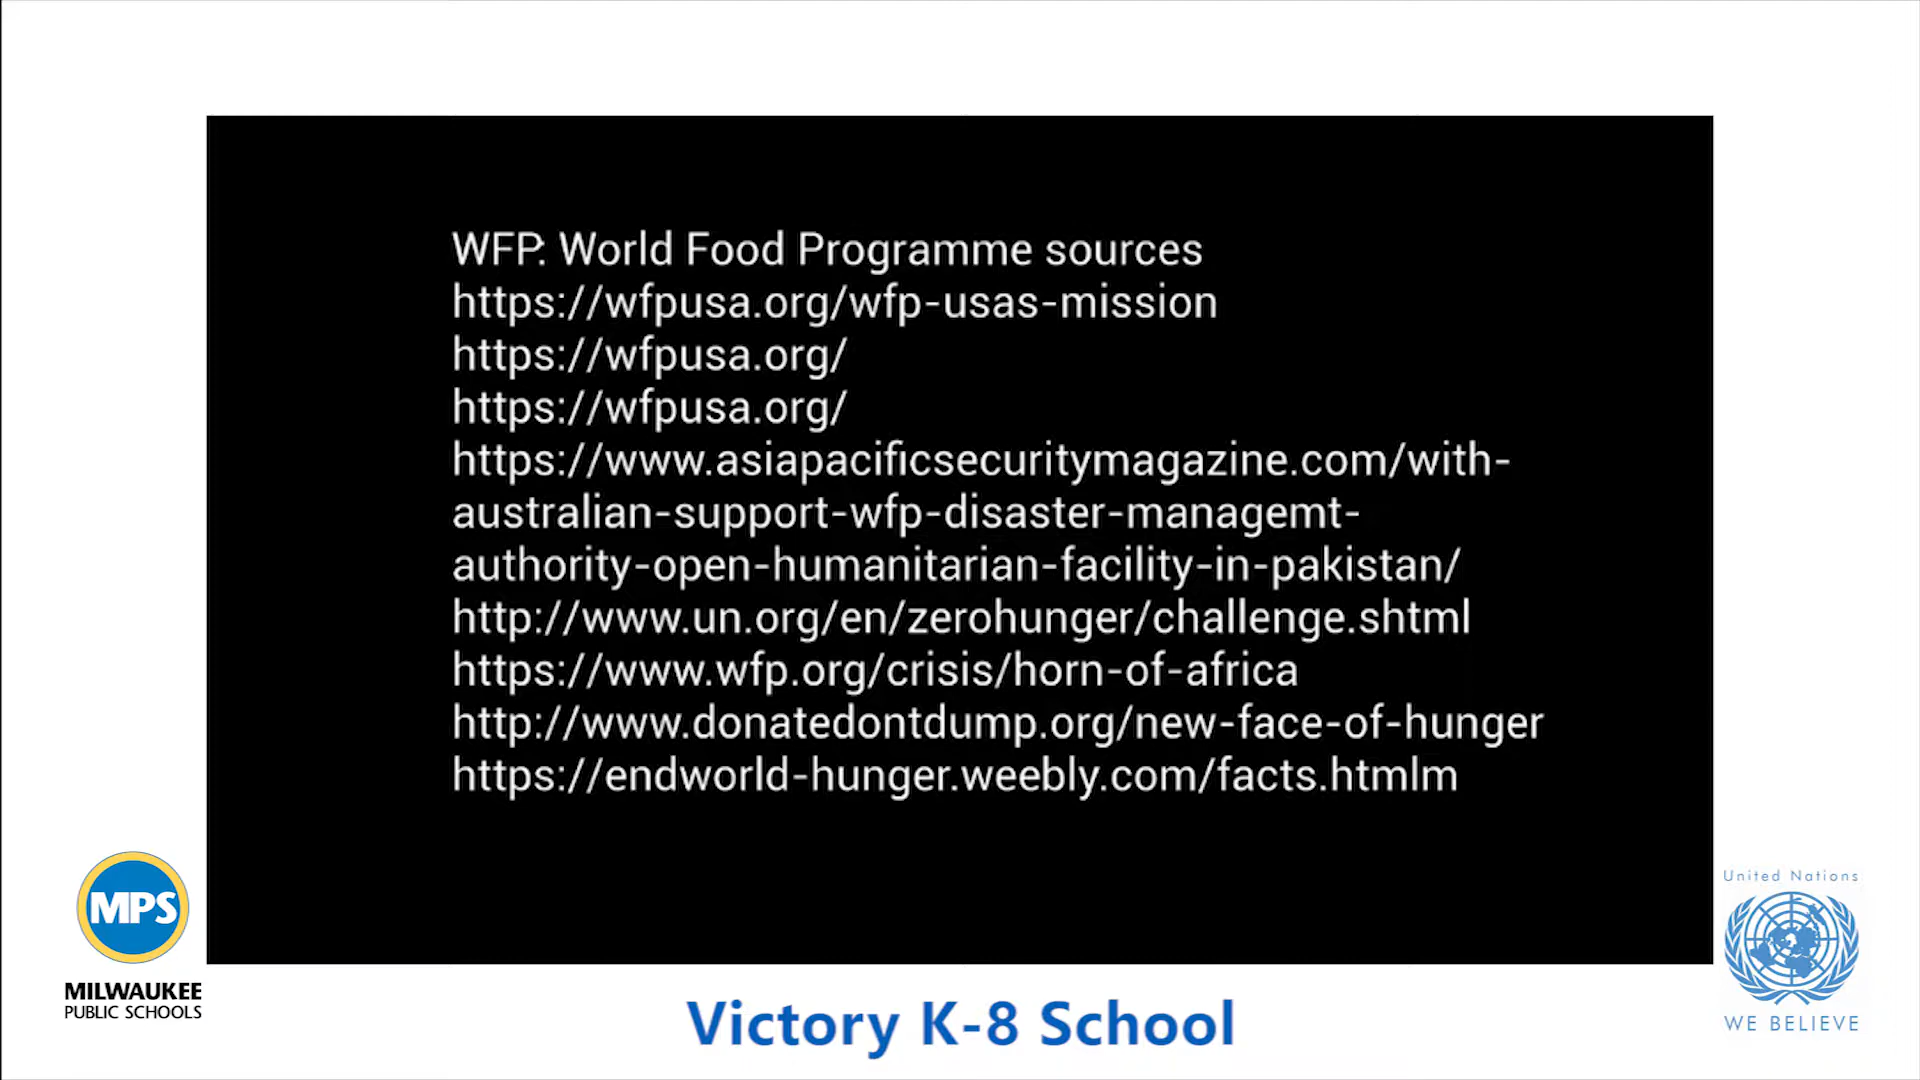 WFP: World Food Programme sources
https://wfpusa.org/wfp-usas-mission
https://wfpusa.org/
https://wfpusa.org/
https://www.asiapacificsecuritymagazine.com/with-
australian-support-wfp-disaster-managemt-
authority-open-humanitarian-facility-in-pakistan/
http://www.un.org/en/zerohunger/challenge.shtml
https://www.wfp.org/crisis/horn-of-africa
http://www.donatedontdump.org/new-face-of-hunger
https://endworld-hunger.weebly.com/facts.htmlm
MPS
MILWAUKEE
PUBLIC SCHOOLS
Victory K-8 School
United Nations
WE BELIEVE